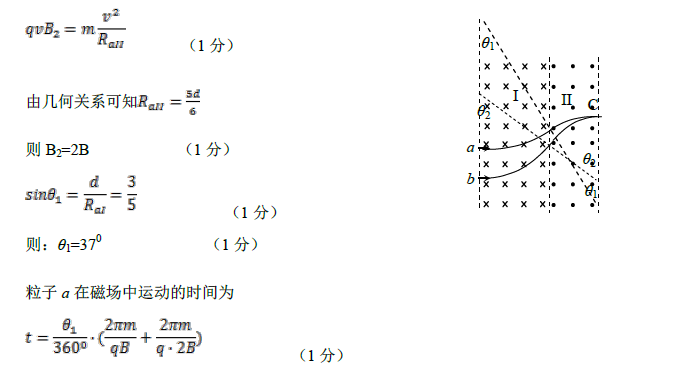 qvB₂ = m v²/R_aII （1 分）
由几何关系可知R_aII = 5d/6
则 B₂=2B （1 分）
sinθ₁ = d/R_aI = 3/5 （1 分）
则：θ₁=37⁰ （1 分）
粒子 a 在磁场中运动的时间为
t = θ₁/360⁰ · (2πm/qB + 2πm/q·2B) （1 分）
θ₁
I II C
θ₂
a
θ₂
b
θ₁